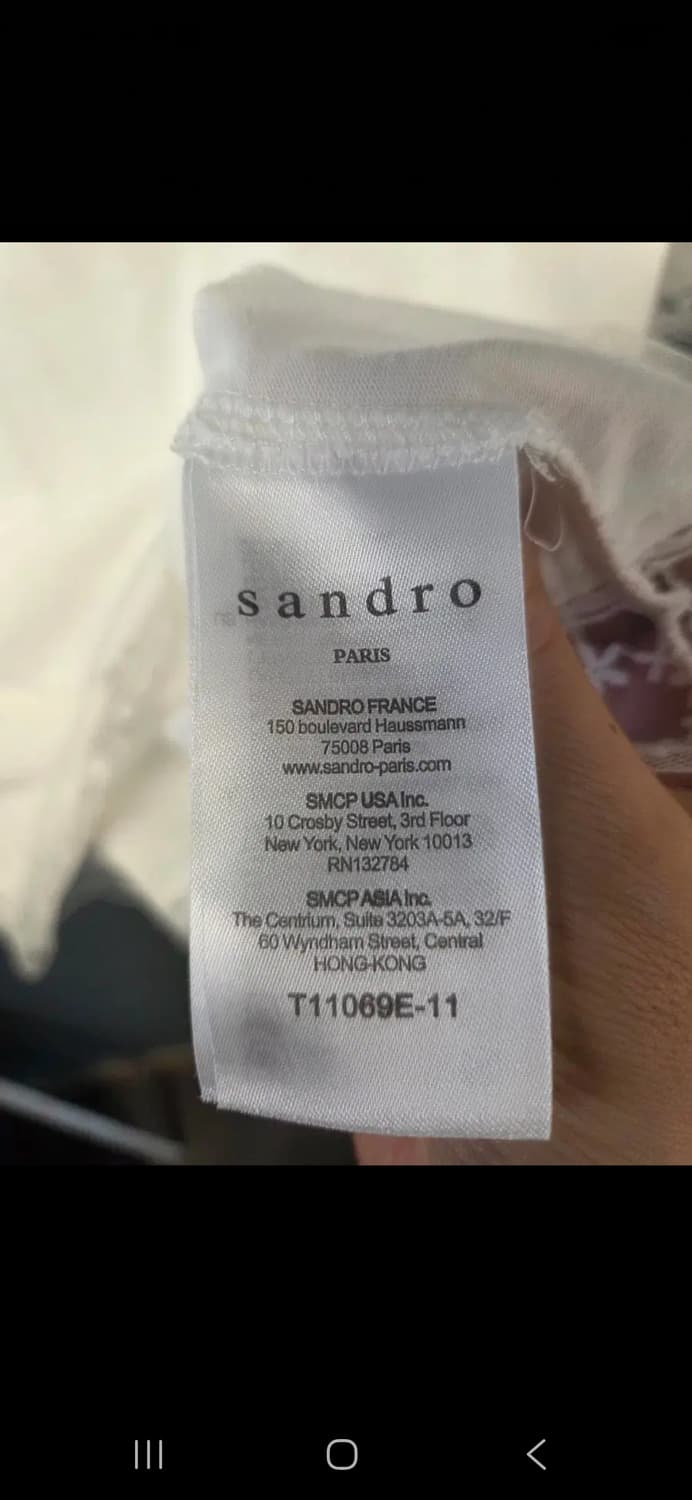 sandro
PARIS
SANDRO FRANCE
150 boulevard Haussmann
75008 Paris
www.sandro-paris.com
SMCP USA Inc.
10 Crosby Street, 3rd Floor
New York, New York 10013
RN132784
SMCP ASIA Inc.
The Centrium, Suite 3203A-5A, 32/F
60 Wyndham Street, Central
HONG-KONG
T11069E-11